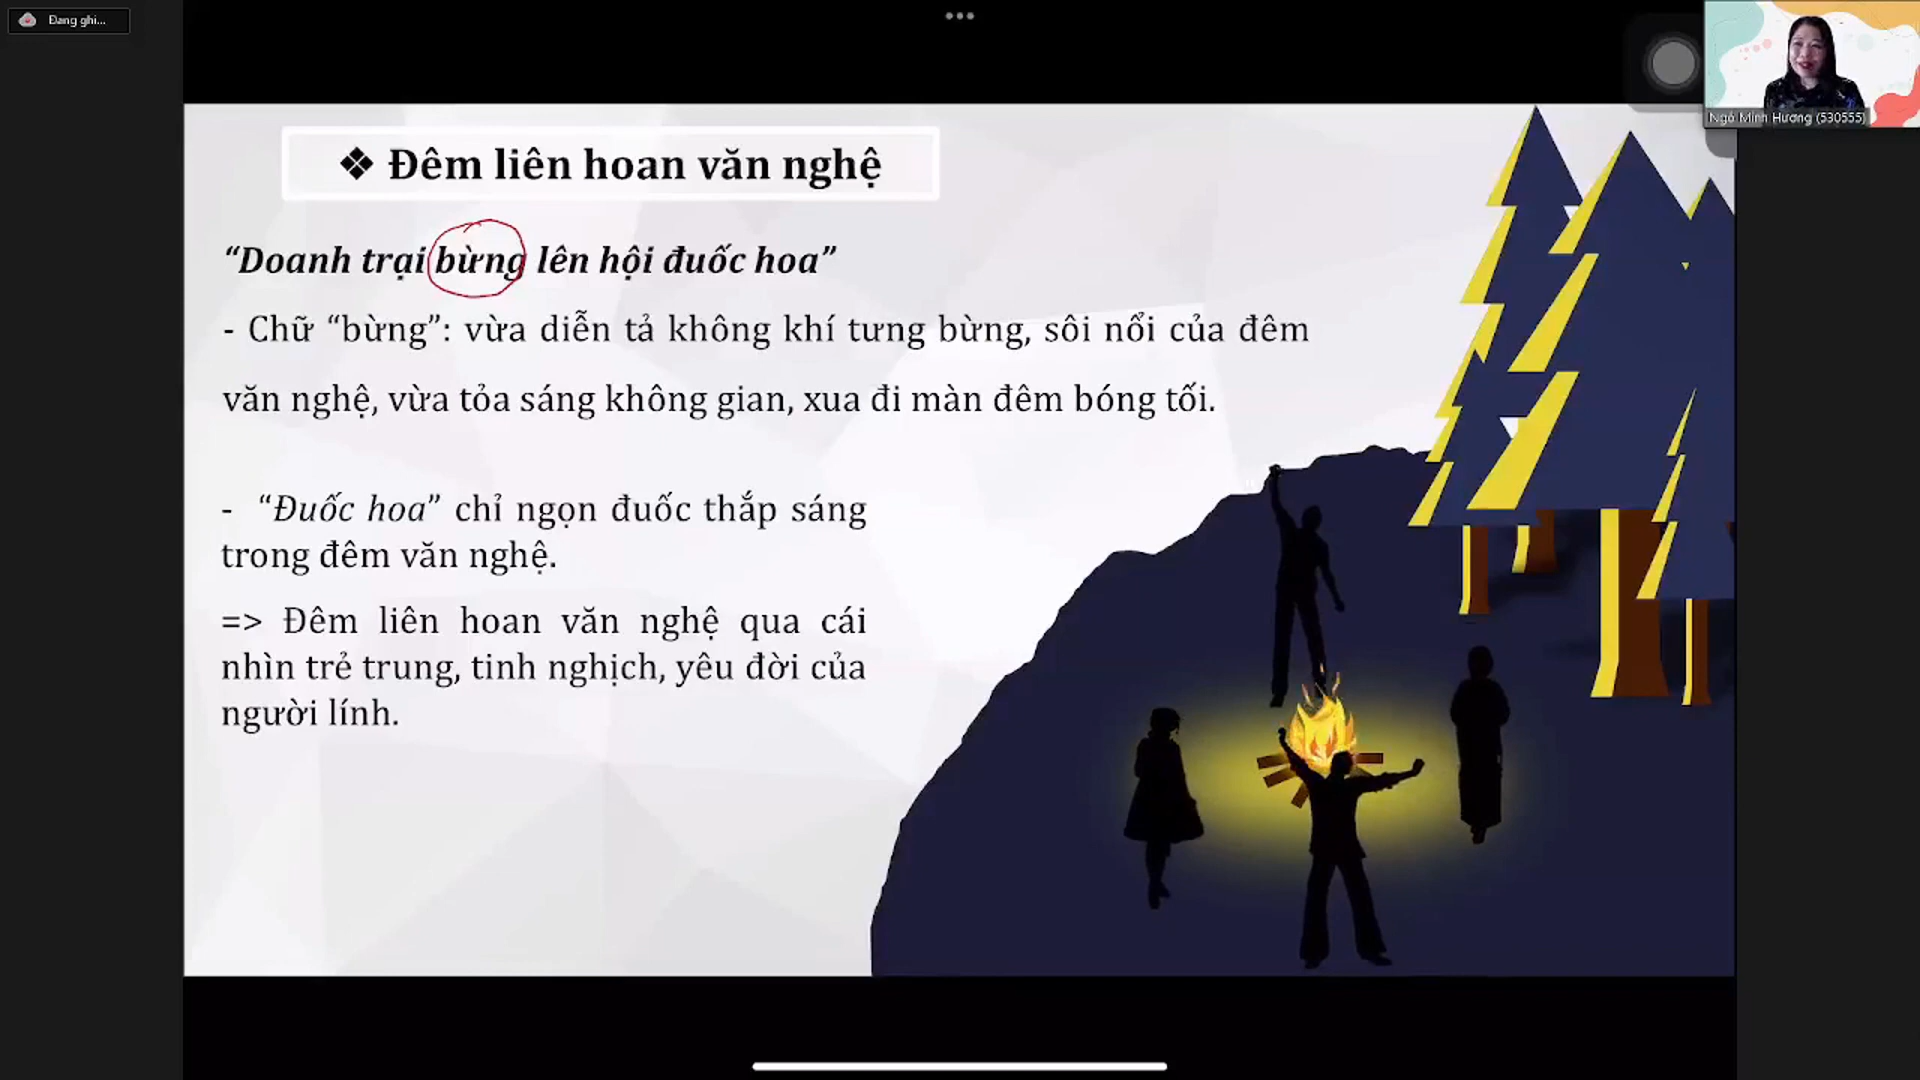 Đang ghi...
Ngô Minh Hương (530555)
❖ Đêm liên hoan văn nghệ
“Doanh trại bừng lên hội đuốc hoa”
- Chữ “bừng”: vừa diễn tả không khí tưng bừng, sôi nổi của đêm
văn nghệ, vừa tỏa sáng không gian, xua đi màn đêm bóng tối.
- “Đuốc hoa” chỉ ngọn đuốc thắp sáng
trong đêm văn nghệ.
=> Đêm liên hoan văn nghệ qua cái
nhìn trẻ trung, tinh nghịch, yêu đời của
người lính.